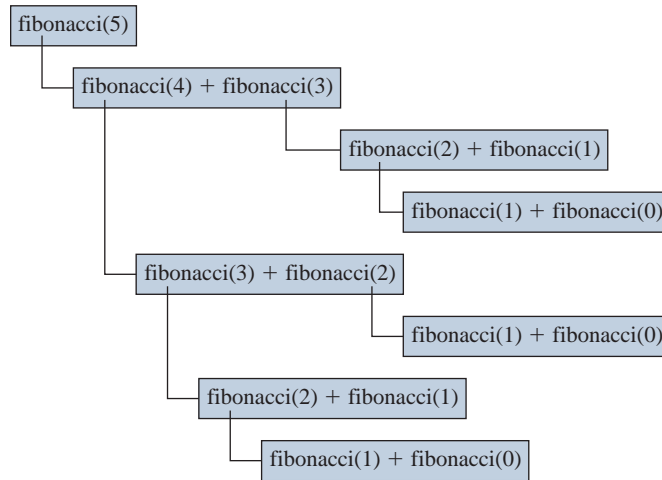 fibonacci(5)
fibonacci(4) + fibonacci(3)
fibonacci(2) + fibonacci(1)
fibonacci(1) + fibonacci(0)
fibonacci(3) + fibonacci(2)
fibonacci(1) + fibonacci(0)
fibonacci(2) + fibonacci(1)
fibonacci(1) + fibonacci(0)